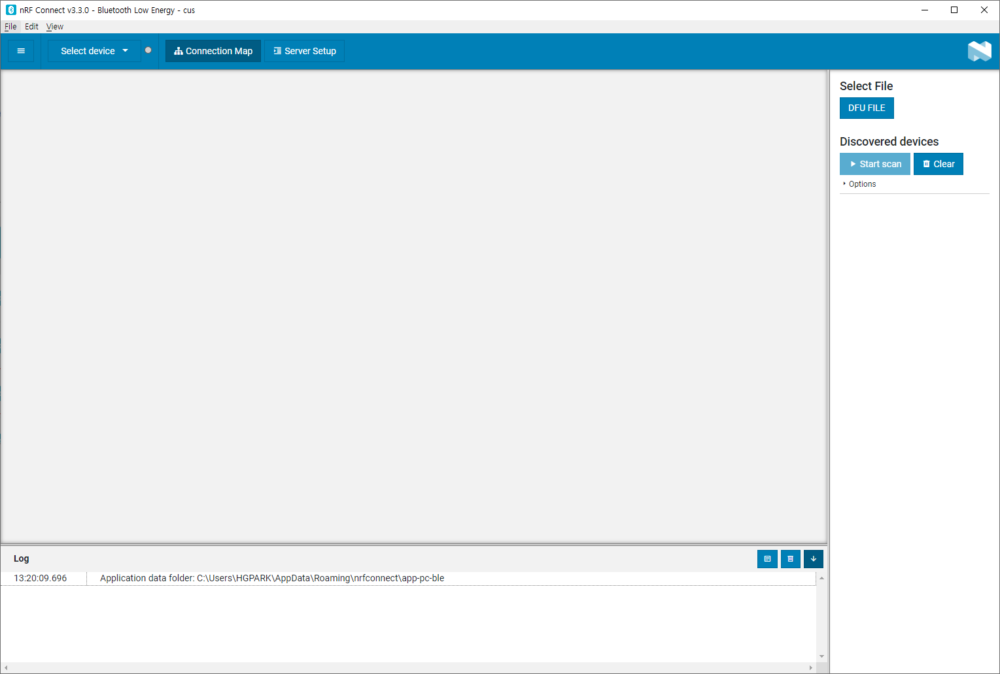 nRF Connect v3.3.0 - Bluetooth Low Energy - cus
File Edit View
Select device Connection Map Server Setup
Select File
DFU FILE
Discovered devices
Start scan Clear
Options
Log
13:20:09.696 Application data folder: C:\Users\HGPARK\AppData\Roaming\nrfconnect\app-pc-ble